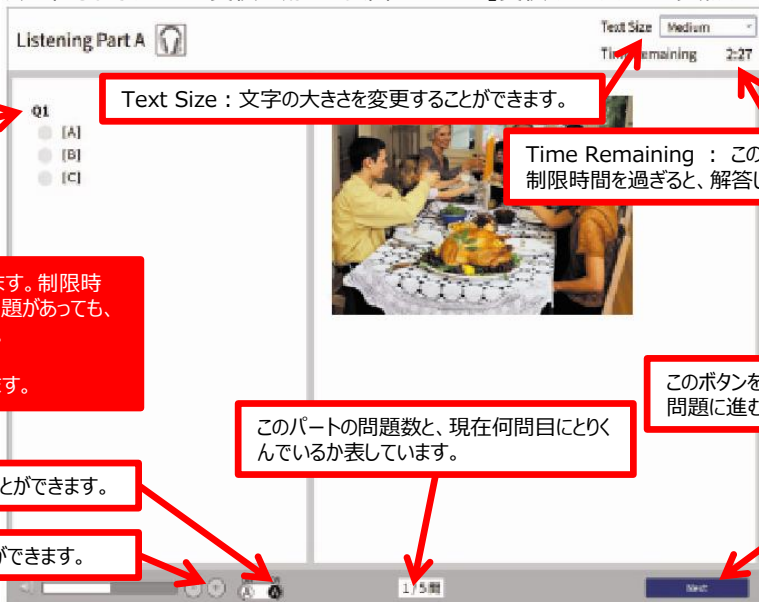 Listening Part A
Text Size Medium
Time Remaining 2:27
Text Size：文字の大きさを変更することができます。
Q1
[A]
[B]
[C]
Time Remaining ： この
制限時間を過ぎると、解答し
ます。制限時
題があっても、
す。
このボタンを
問題に進む
このパートの問題数と、現在何問目にとりく
んでいるか表しています。
とができます。
ができます。
1 / 5 問
Next